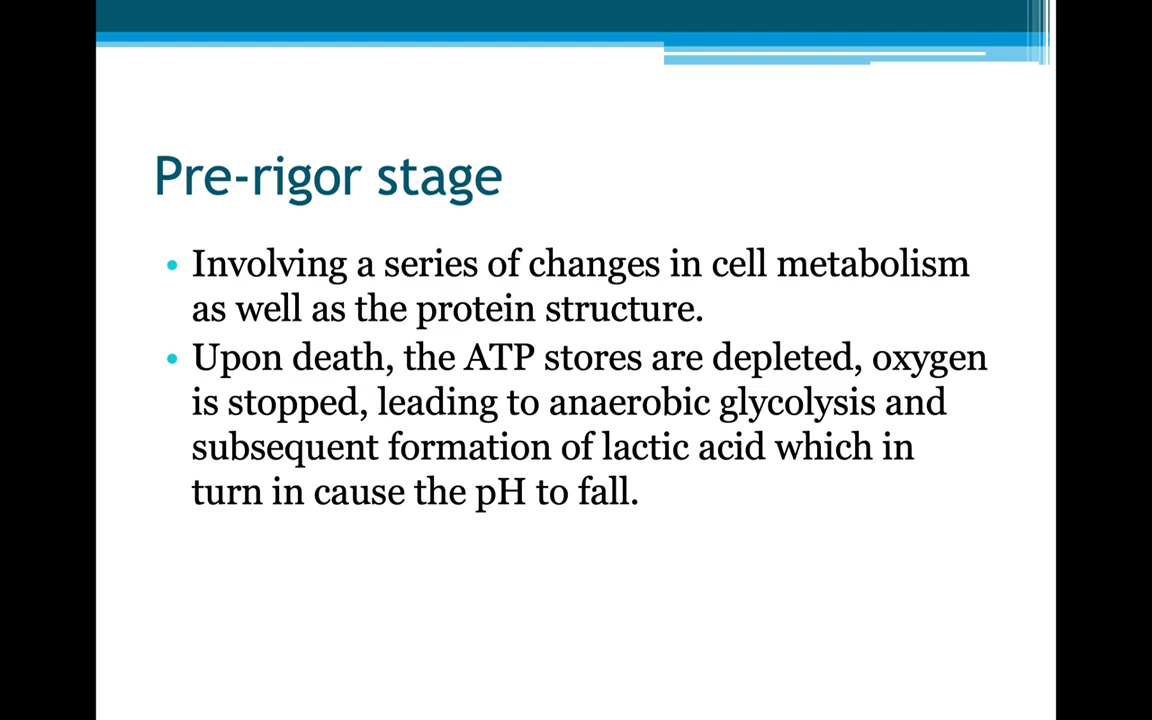 Pre-rigor stage
• Involving a series of changes in cell metabolism
as well as the protein structure.
• Upon death, the ATP stores are depleted, oxygen
is stopped, leading to anaerobic glycolysis and
subsequent formation of lactic acid which in
turn in cause the pH to fall.